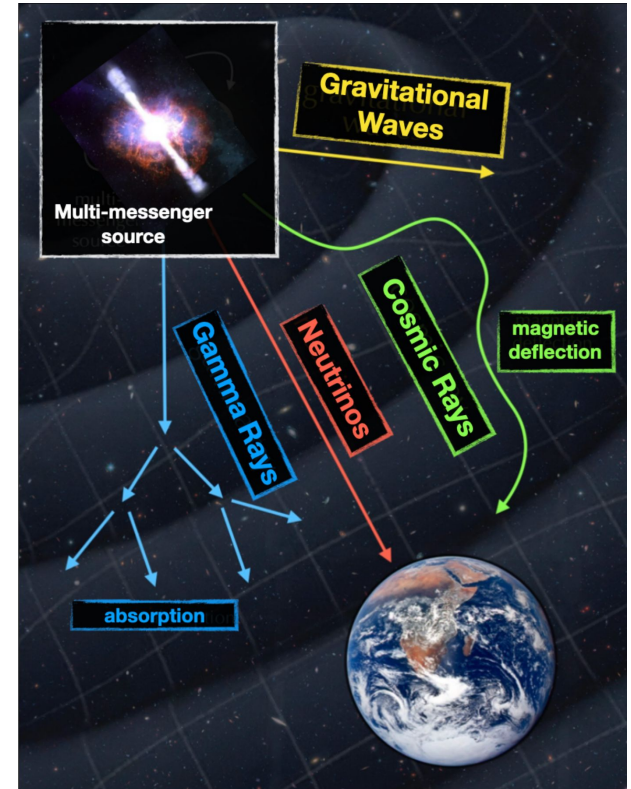 Gravitational
Waves
Multi-messenger
source
Cosmic Rays
magnetic
deflection
Neutrinos
Gamma Rays
absorption